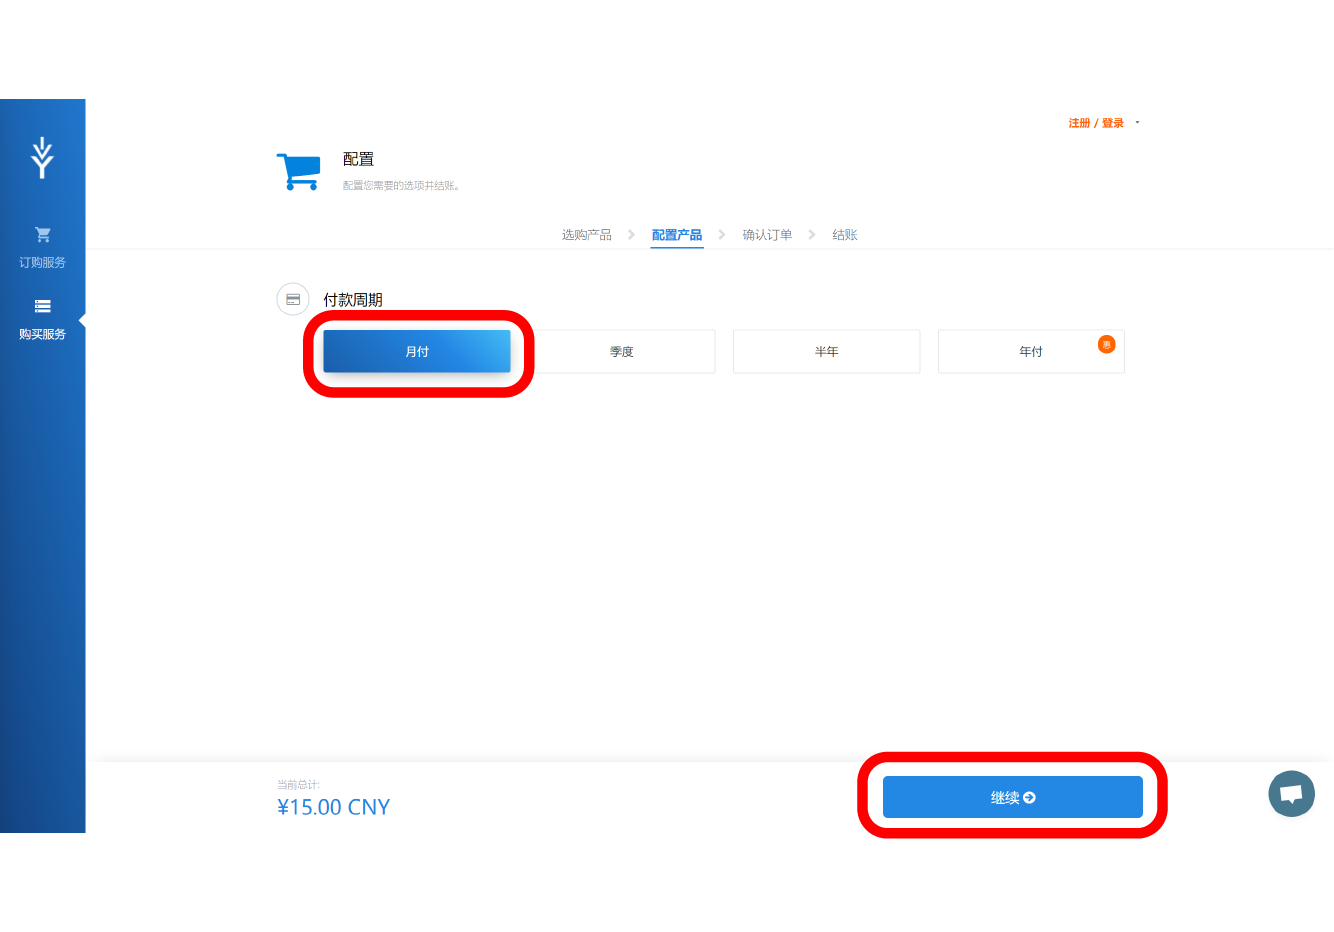 注册 / 登录
配置
配置您需要的选项并结账。
选购产品
配置产品
确认订单
结账
订购服务
购买服务
付款周期
月付
季度
半年
年付
惠
当前总计:
¥15.00 CNY
继续